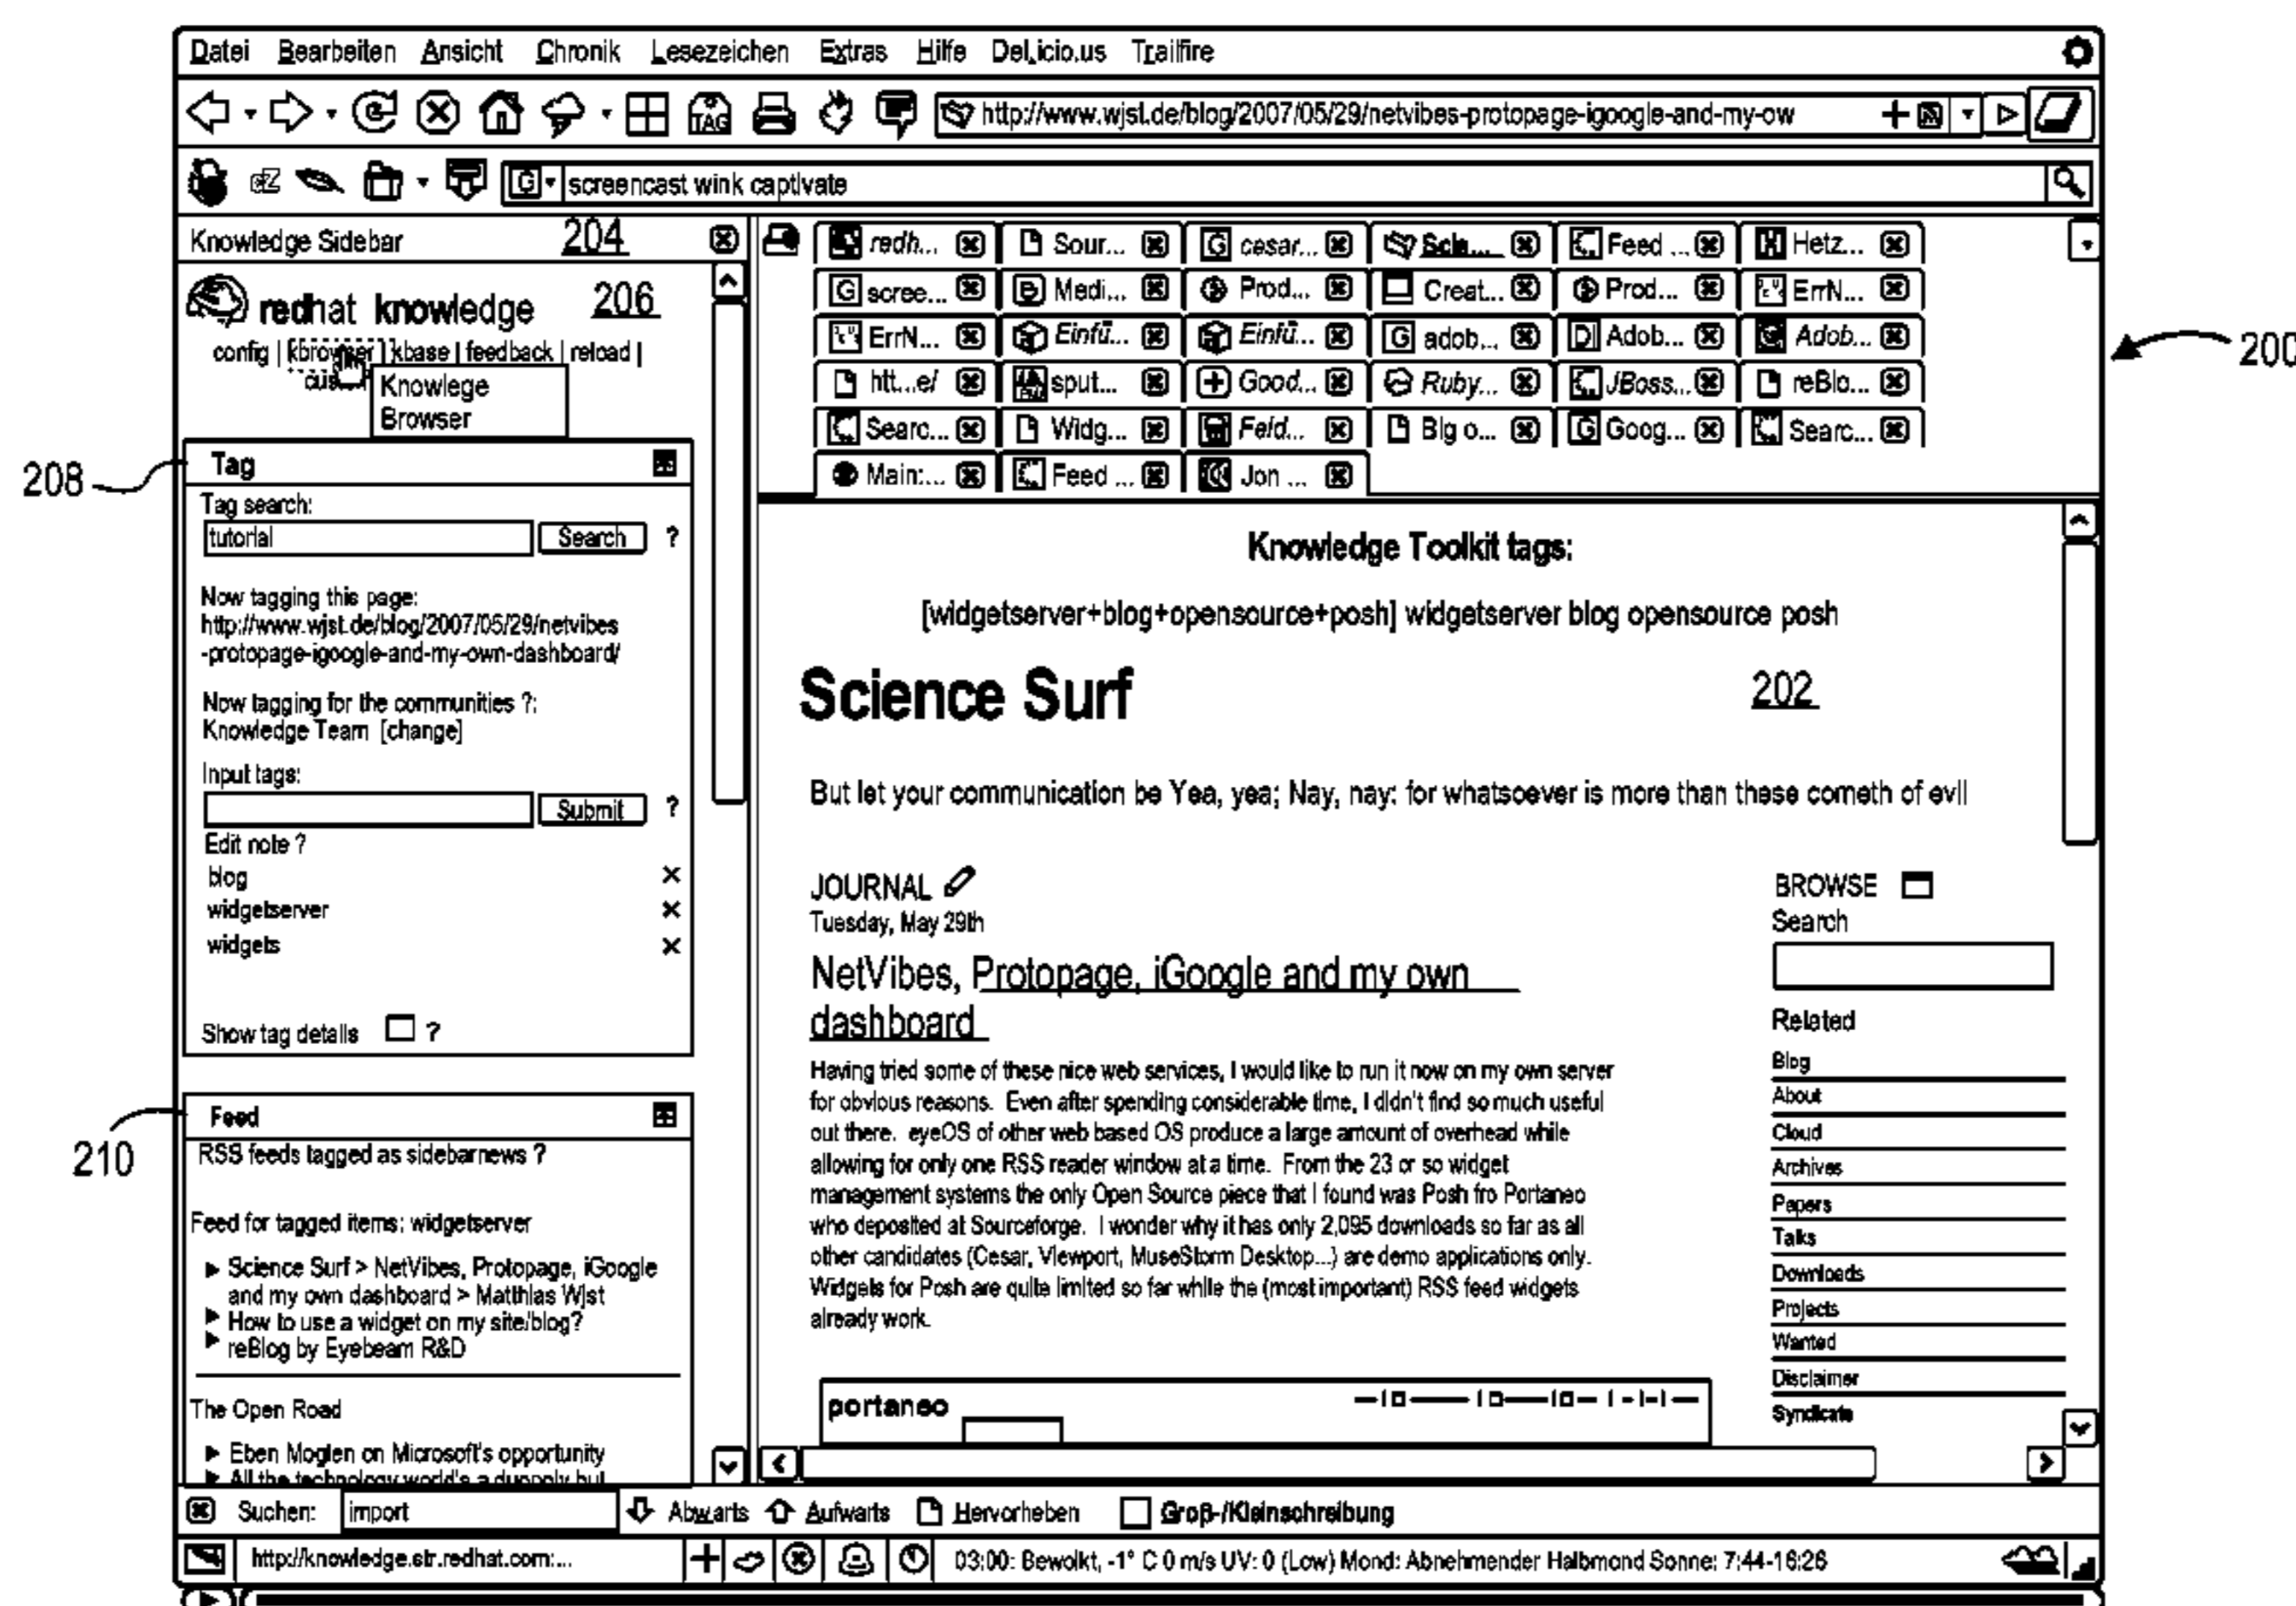 Datei Bearbeiten Ansicht Chronik Lesezeichen Extras Hilfe Del.icio.us Trailfire
TAG
http://www.wjst.de/blog/2007/05/29/netvibes-protopage-igoogle-and-my-ow
G screencast wink captivate
Knowledge Sidebar 204
redh... Sour... G cesar... Scie... Feed ... Hetz...
206
redhat knowledge
G scree... B Medi... Prod... Creat... Prod... ErrN...
config | kbrowser | kbase | feedback | reload |
ErrN... Einfü... Einfü... G adob... DI Adob... Adob...
200
Knowlege
Browser
htt...e/ sput... Good... Ruby... JBoss... reBlo...
Searc... Widg... Feld... Big o... G Goog... Searc...
208
Tag
Main:... Feed ... Jon ...
Tag search:
tutorial Search ?
Knowledge Toolkit tags:
Now tagging this page:
http://www.wjst.de/blog/2007/05/29/netvibes
-protopage-igoogle-and-my-own-dashboard/
[widgetserver+blog+opensource+posh] widgetserver blog opensource posh
Now tagging for the communities ?:
Knowledge Team [change]
Science Surf
202
Input tags:
Submit ?
But let your communication be Yea, yea; Nay, nay: for whatsoever is more than these cometh of evil
Edit note ?
blog
widgetserver
widgets
Show tag details ?
JOURNAL
Tuesday, May 29th
NetVibes, Protopage, iGoogle and my own
dashboard
Having tried some of these nice web services, I would like to run it now on my own server
for obvious reasons. Even after spending considerable time, I didn't find so much useful
out there. eyeOS of other web based OS produce a large amount of overhead while
allowing for only one RSS reader window at a time. From the 23 or so widget
management systems the only Open Source piece that I found was Posh fro Portaneo
who deposited at Sourceforge. I wonder why it has only 2,095 downloads so far as all
other candidates (Cesar, Viewport, MuseStorm Desktop...) are demo applications only.
Widgets for Posh are quite limited so far while the (most important) RSS feed widgets
already work.
portaneo
BROWSE
Search
Related
Blog
About
Cloud
Archives
Papers
Talks
Downloads
Projects
Wanted
Disclaimer
Syndicate
210
Feed
RSS feeds tagged as sidebarnews ?
Feed for tagged items: widgetserver
Science Surf > NetVibes, Protopage, iGoogle
and my own dashboard > Matthias Wjst
How to use a widget on my site/blog?
reBlog by Eyebeam R&D
The Open Road
Eben Moglen on Microsoft's opportunity
All the technology world's a duopoly but
Suchen: import Abwarts Aufwarts Hervorheben Groß-/Kleinschreibung
http://knowledge.str.redhat.com:... 03:00: Bewolkt, -1° C 0 m/s UV: 0 (Low) Mond: Abnehmender Halbmond Sonne: 7:44-16:26